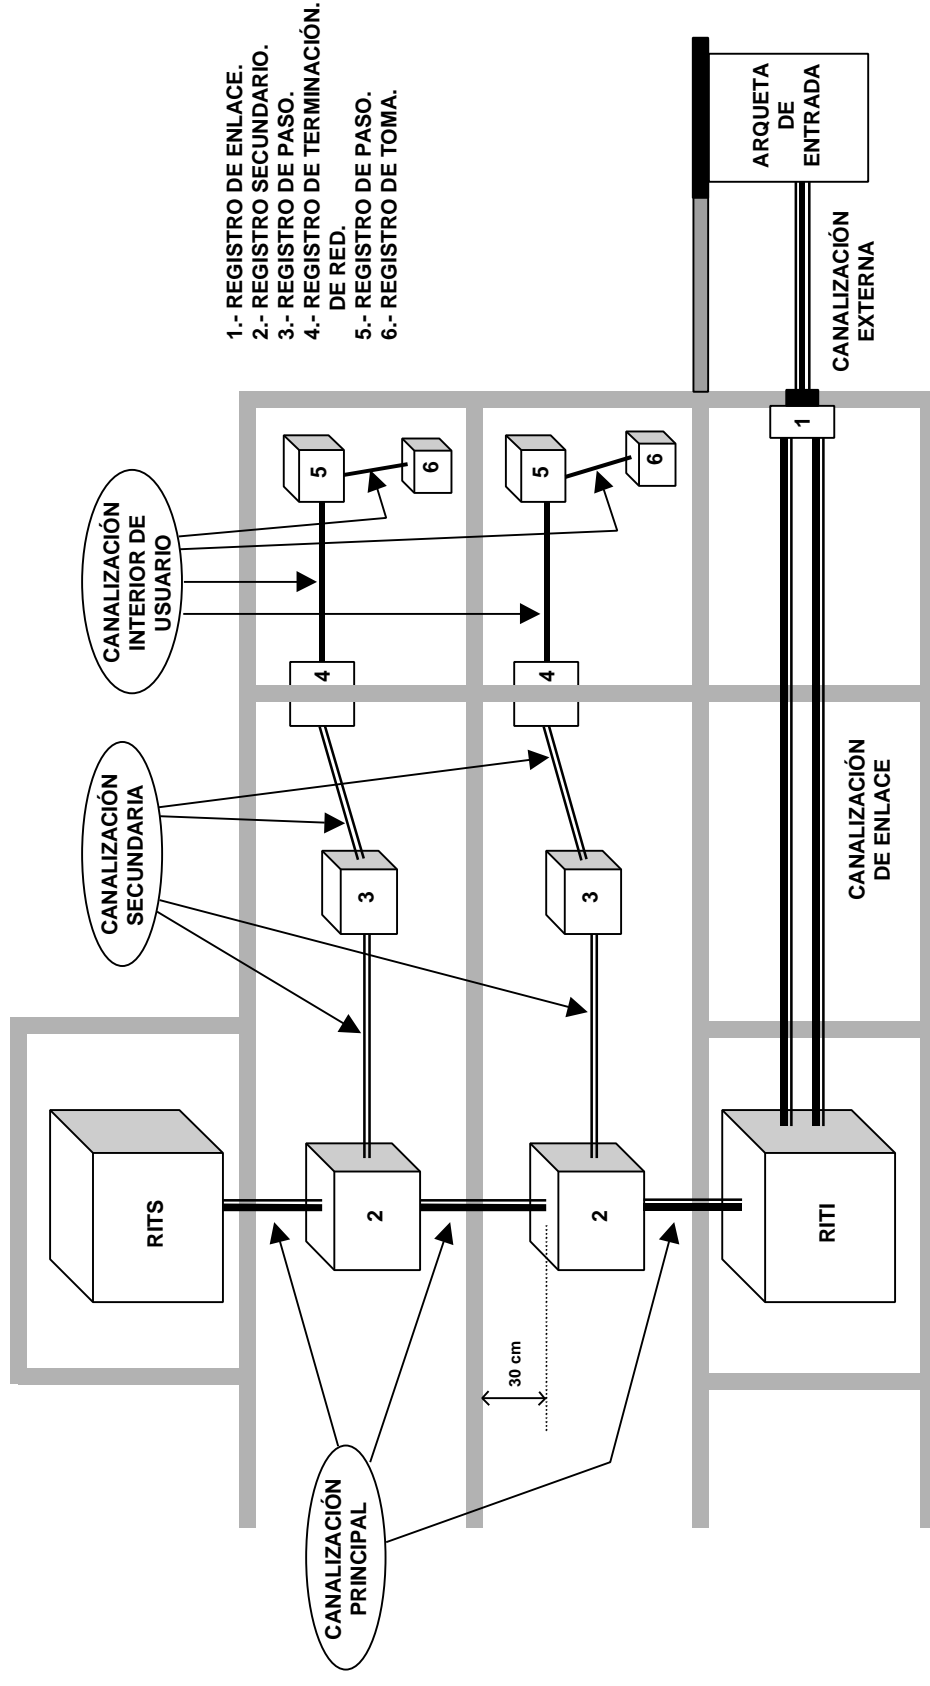 1.- REGISTRO DE ENLACE.
2.- REGISTRO SECUNDARIO.
3.- REGISTRO DE PASO.
4.- REGISTRO DE TERMINACIÓN.
DE RED.
5.- REGISTRO DE PASO.
6.- REGISTRO DE TOMA.
CANALIZACIÓN
INTERIOR DE
USUARIO
CANALIZACIÓN
SECUNDARIA
CANALIZACIÓN
PRINCIPAL
RITS
2
3
4
5
6
30 cm
2
3
4
5
6
RITI
CANALIZACIÓN
DE ENLACE
1
CANALIZACIÓN
EXTERNA
ARQUETA
DE
ENTRADA